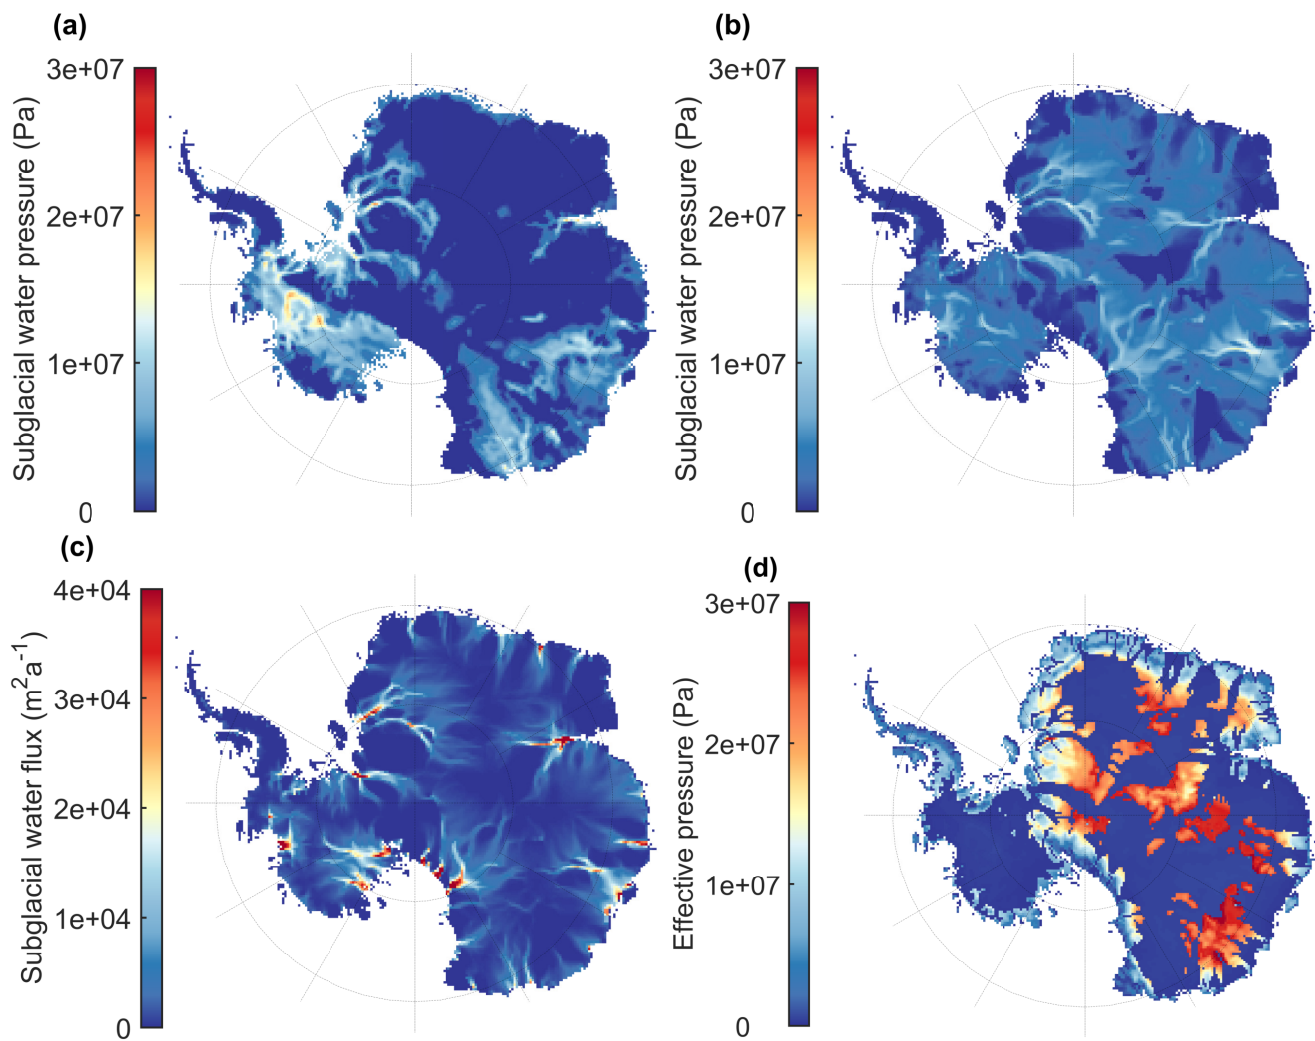 (a)
3e+07
2e+07
1e+07
0
Subglacial water pressure (Pa)
(b)
3e+07
2e+07
1e+07
0
Subglacial water pressure (Pa)
(c)
4e+04
3e+04
2e+04
1e+04
0
Subglacial water flux (m²a⁻¹)
(d)
3e+07
2e+07
1e+07
0
Effective pressure (Pa)